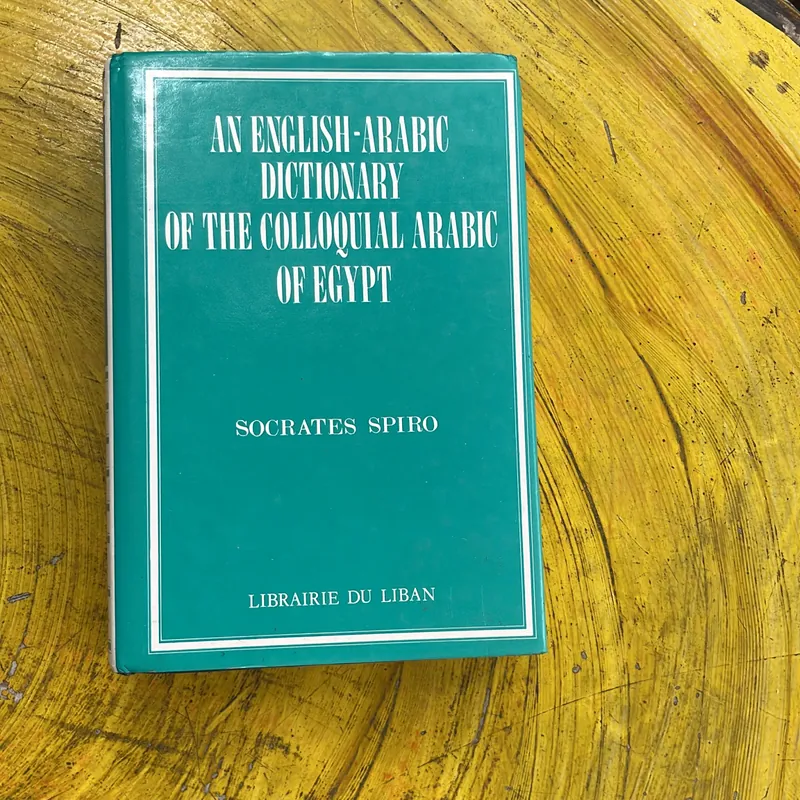 AN ENGLISH-ARABIC
DICTIONARY
OF THE COLLOQUIAL ARABIC
OF EGYPT
SOCRATES SPIRO
LIBRAIRIE DU LIBAN